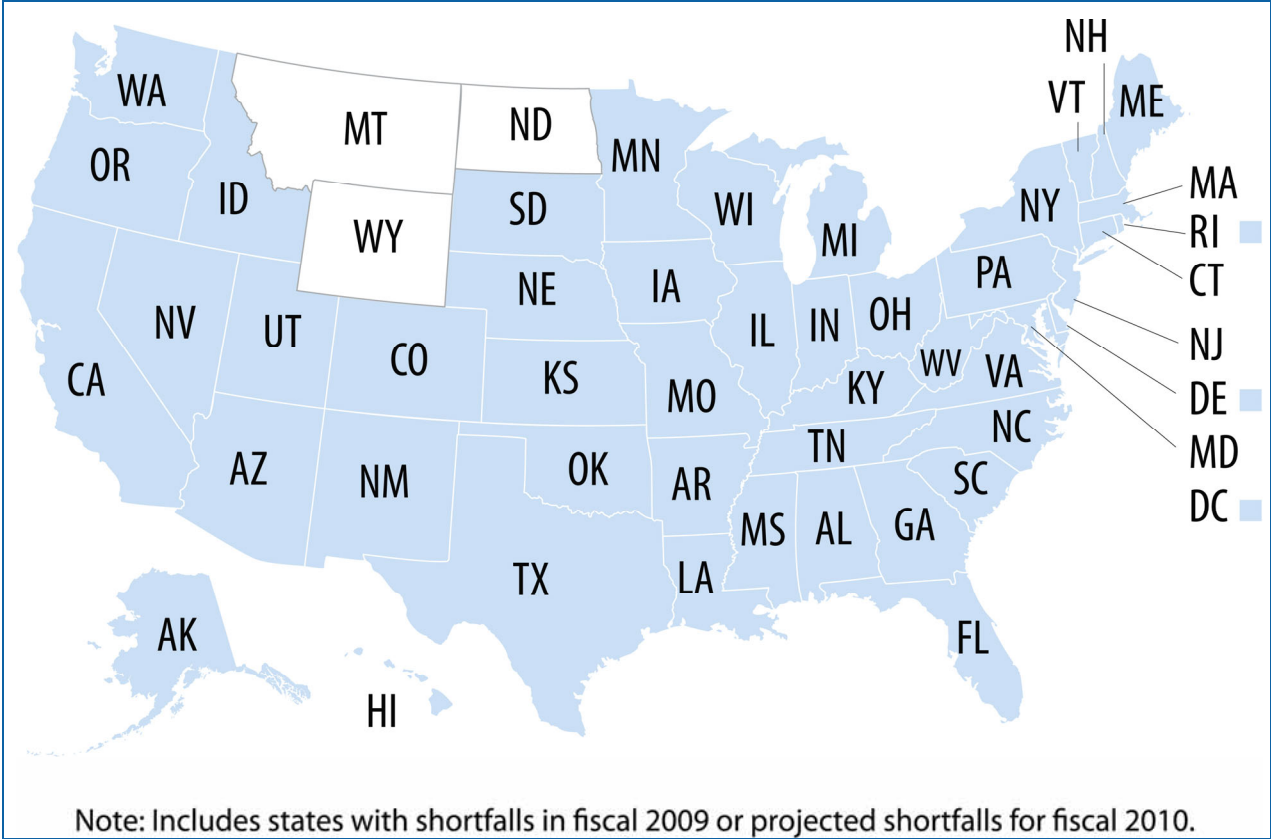 NH
VT
ME
WA
MT
ND
MN
OR
ID
SD
WI
MI
NY
MA
RI
CT
WY
NE
IA
PA
NV
UT
CO
IL
IN
OH
NJ
CA
KS
MO
KY
WV
VA
DE
MD
DC
AZ
NM
OK
AR
TN
NC
SC
MS
AL
GA
TX
LA
FL
AK
HI
Note: Includes states with shortfalls in fiscal 2009 or projected shortfalls for fiscal 2010.